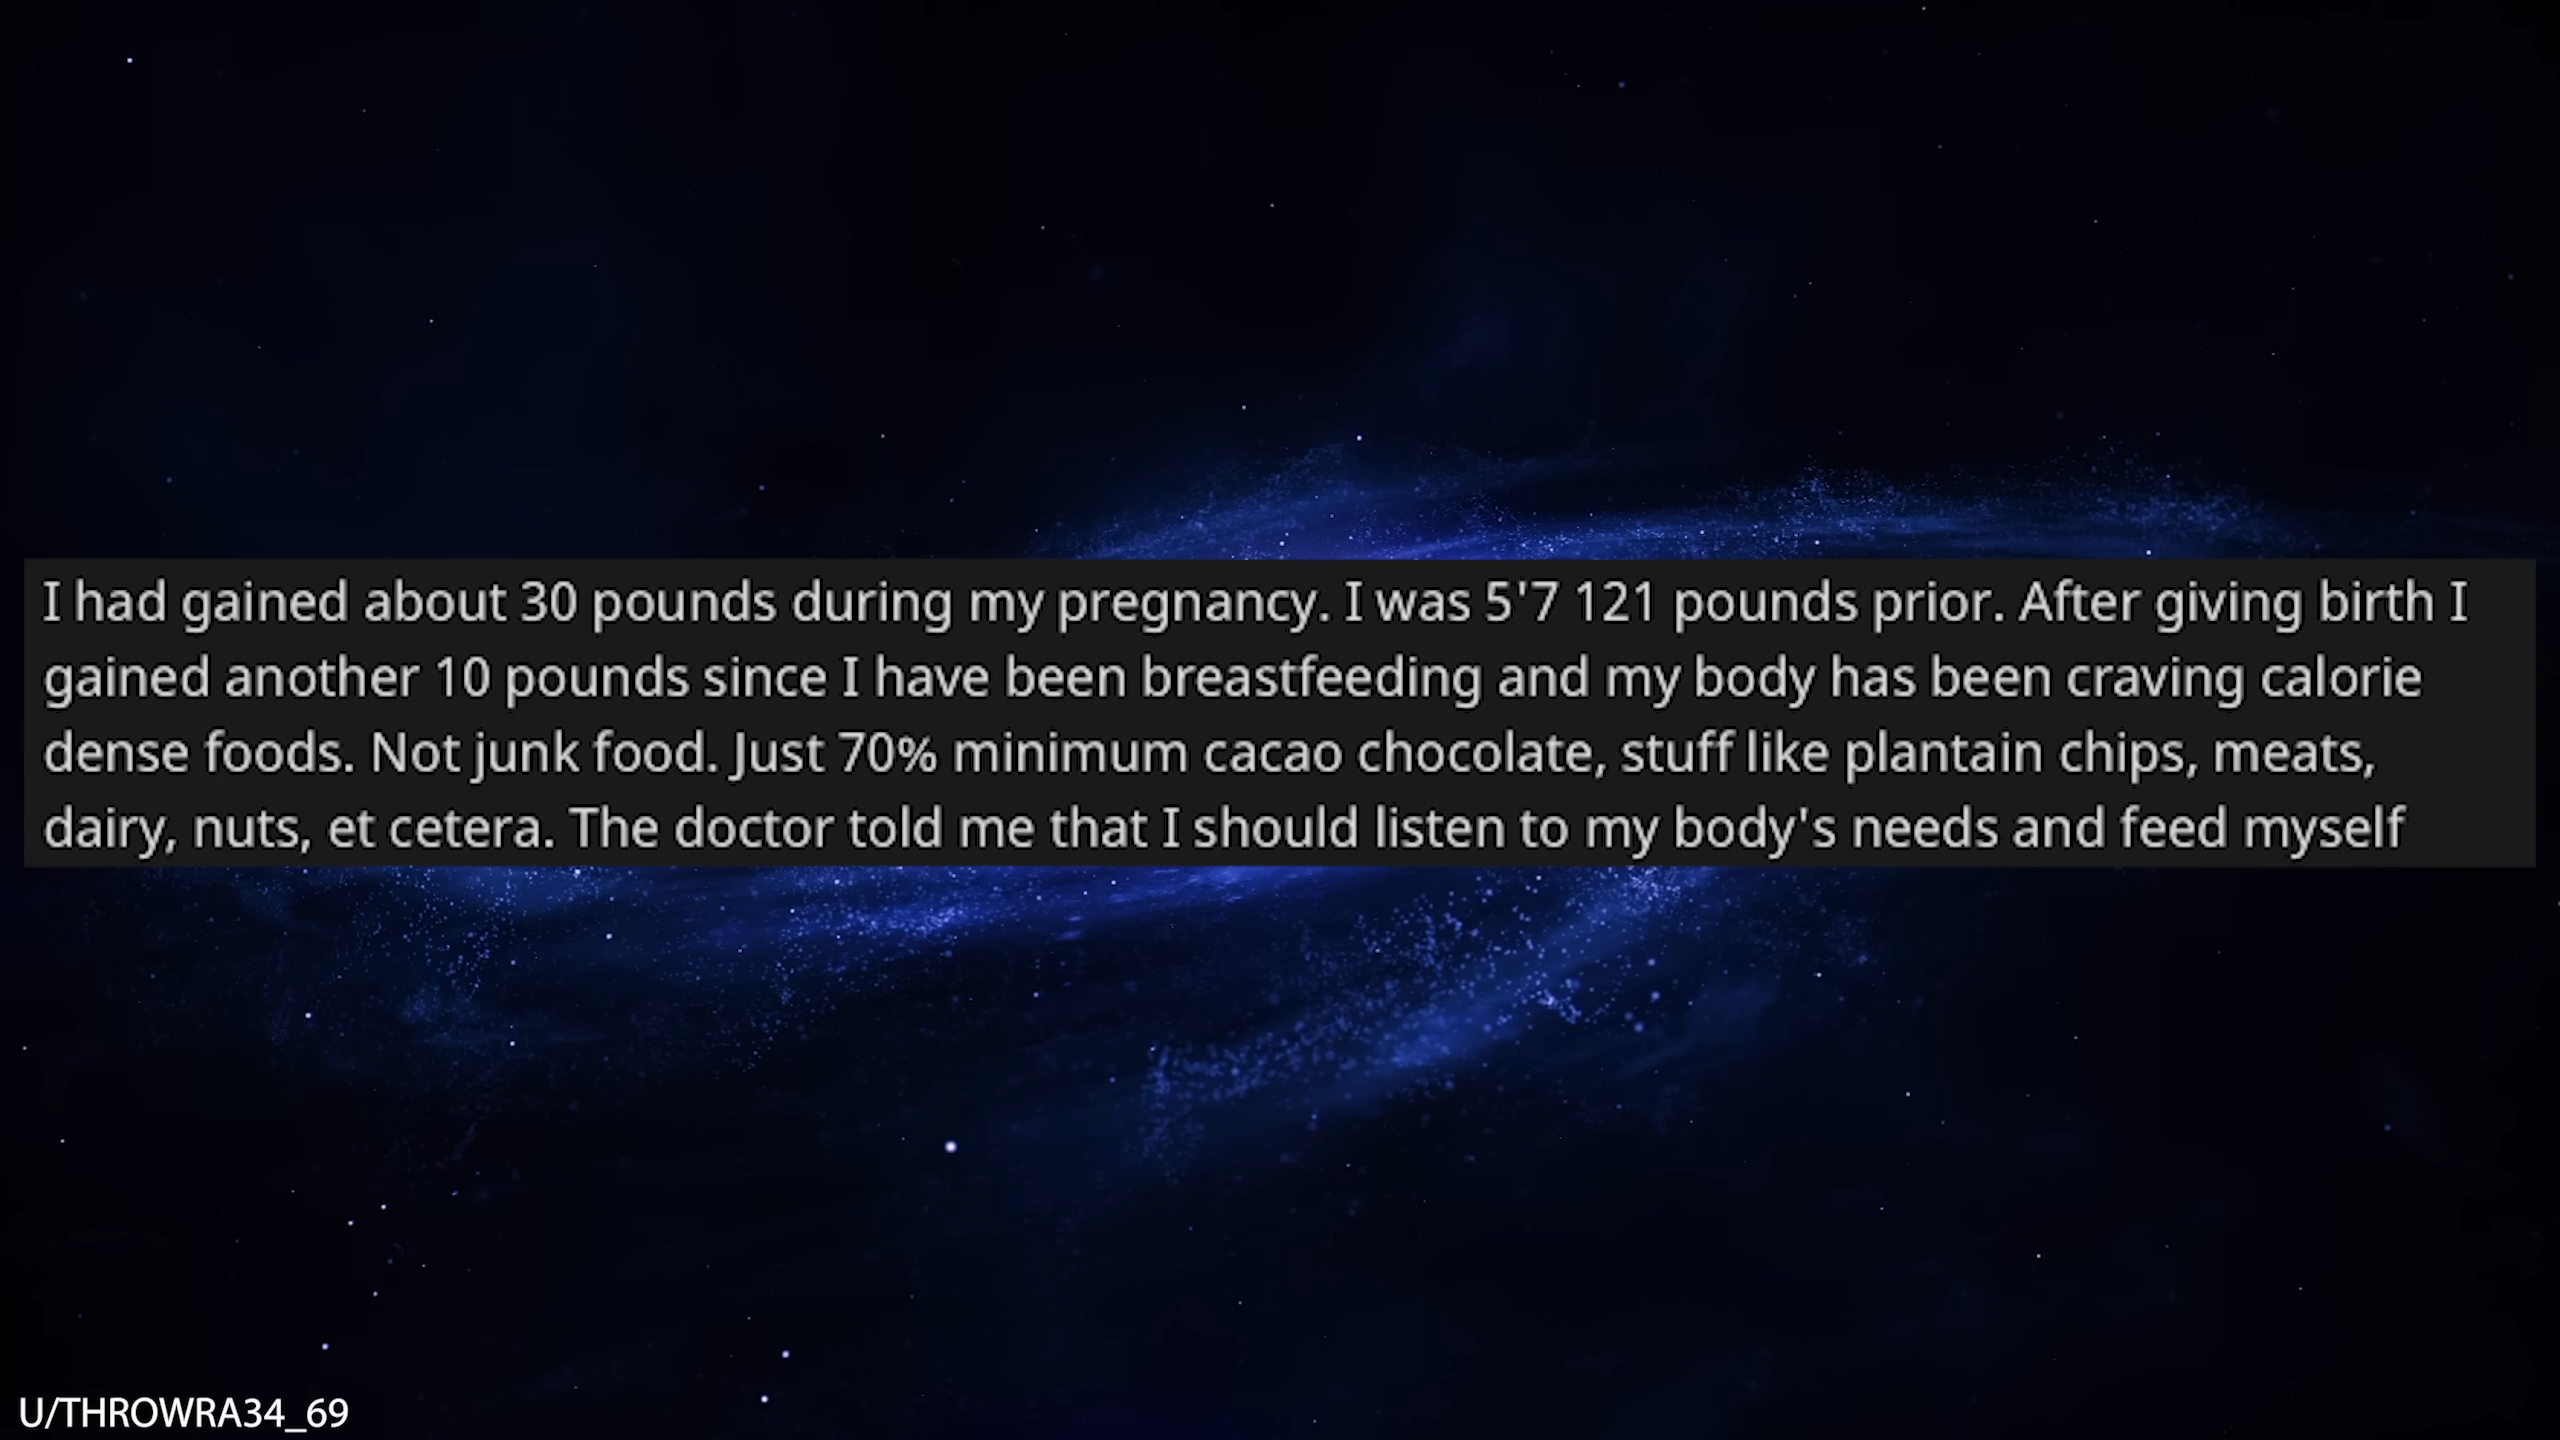 I had gained about 30 pounds during my pregnancy. I was 5'7 121 pounds prior. After giving birth I
gained another 10 pounds since I have been breastfeeding and my body has been craving calorie
dense foods. Not junk food. Just 70% minimum cacao chocolate, stuff like plantain chips, meats,
dairy, nuts, et cetera. The doctor told me that I should listen to my body's needs and feed myself
U/THROWRA34_69